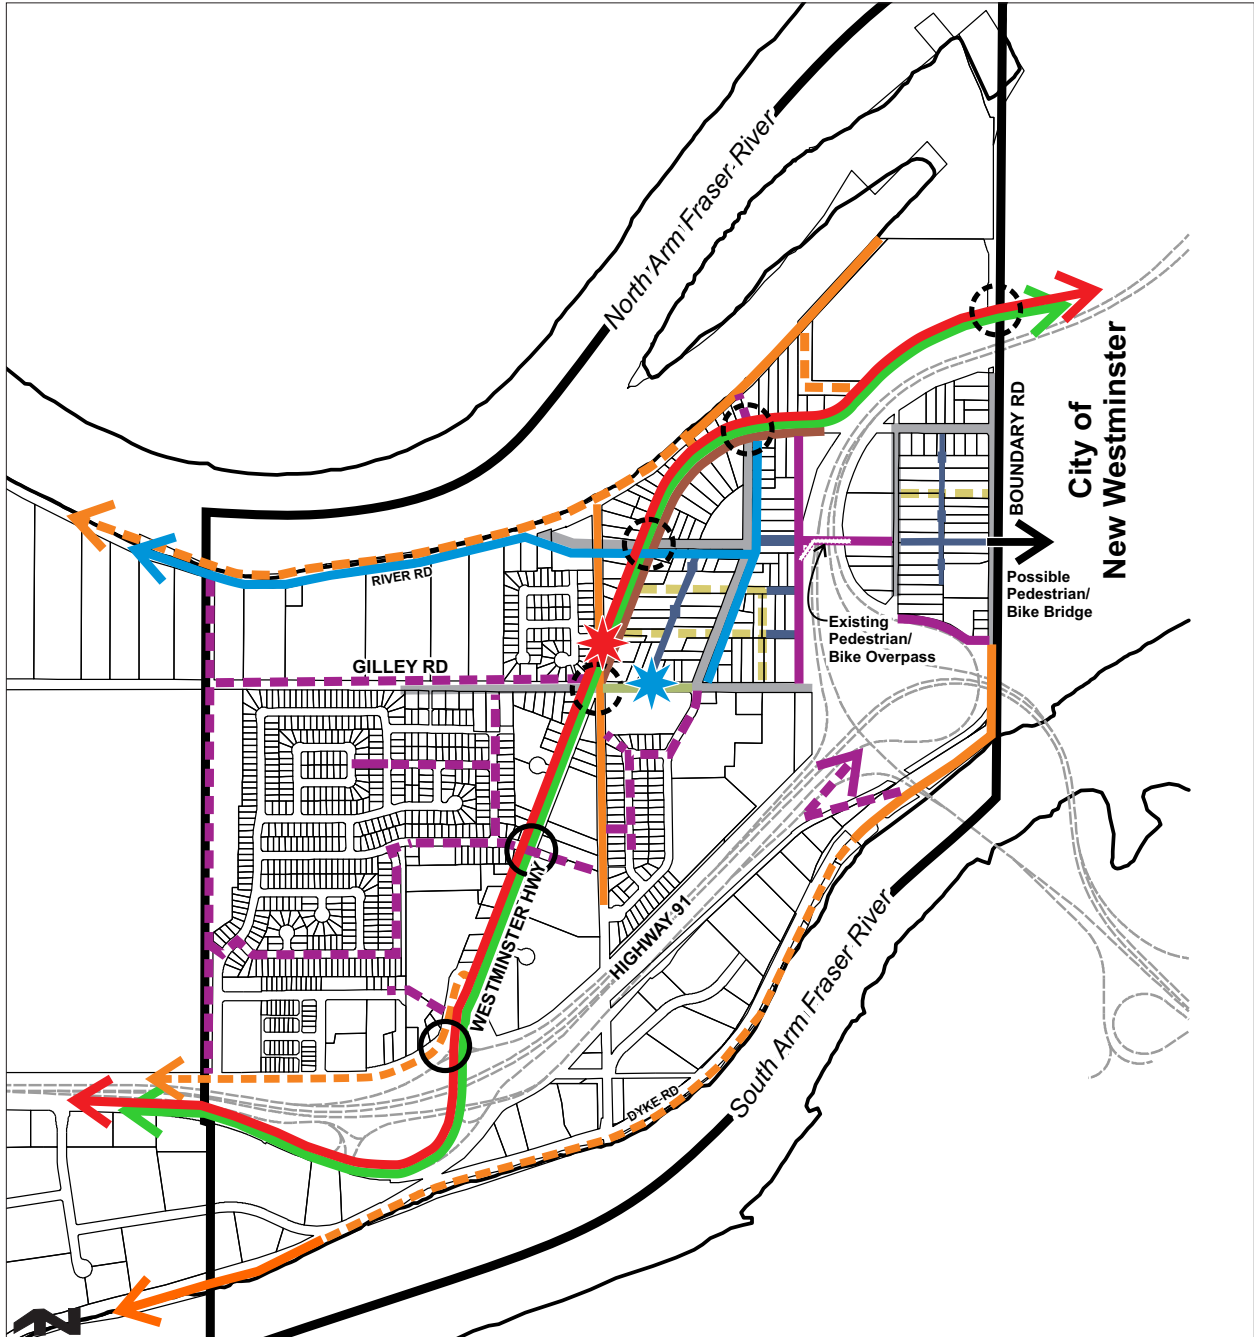 North Arm Fraser River
City of
New Westminster
BOUNDARY RD
Possible
Pedestrian/
Bike Bridge
RIVER RD
Existing
Pedestrian/
Bike Overpass
GILLEY RD
WESTMINSTER HWY
HIGHWAY 91
South Arm Fraser River
DYKE RD
N